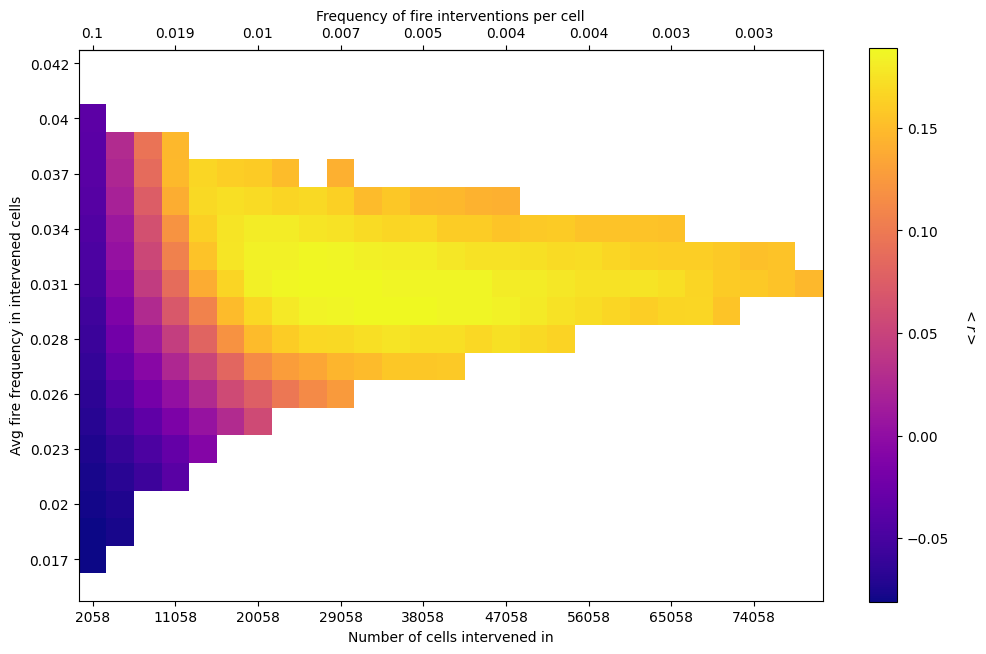 Frequency of fire interventions per cell
0.1 0.019 0.01 0.007 0.005 0.004 0.004 0.003 0.003
Avg fire frequency in intervened cells
0.042
0.04
0.037
0.034
0.031
0.028
0.026
0.023
0.02
0.017
2058 11058 20058 29058 38058 47058 56058 65058 74058
Number of cells intervened in
0.15
0.10
0.05
0.00
−0.05
< r >